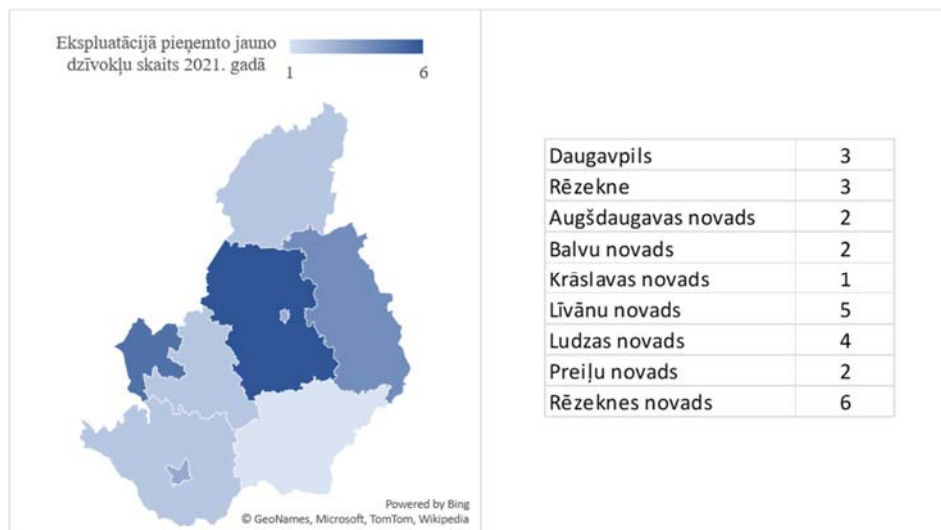 Ekspluatācijā pieņemto jauno
dzīvokļu skaits 2021. gadā
1 6
Powered by Bing
© GeoNames, Microsoft, TomTom, Wikipedia
Daugavpils 3
Rēzekne 3
Augšdaugavas novads 2
Balvu novads 2
Krāslavas novads 1
Līvānu novads 5
Ludzas novads 4
Preiļu novads 2
Rēzeknes novads 6